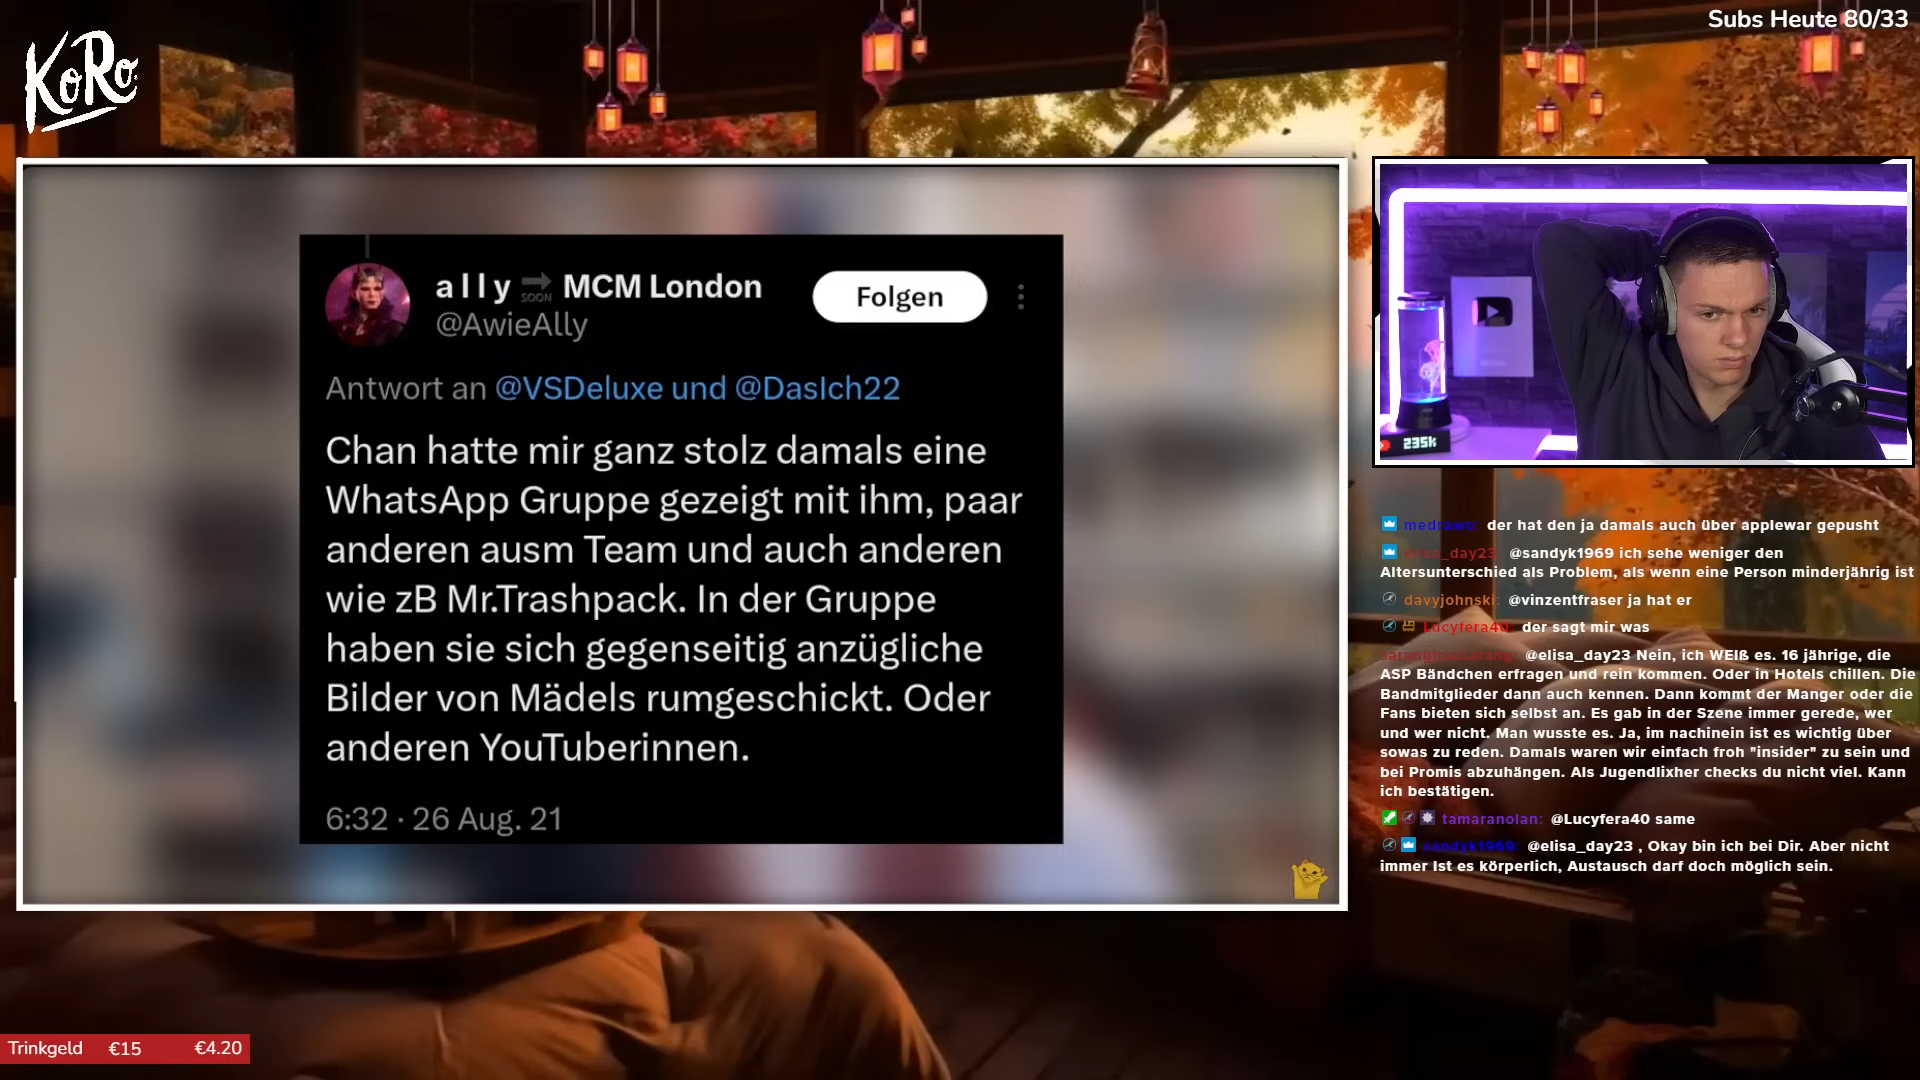 Subs Heute 80/33
KoRo
ally SOON MCM London
@AwieAlly
Folgen
Antwort an @VSDeluxe und @DasIch22
Chan hatte mir ganz stolz damals eine
WhatsApp Gruppe gezeigt mit ihm, paar
anderen ausm Team und auch anderen
wie zB Mr.Trashpack. In der Gruppe
haben sie sich gegenseitig anzügliche
Bilder von Mädels rumgeschickt. Oder
anderen YouTuberinnen.
6:32 · 26 Aug. 21
235k
medrawo: der hat den ja damals auch über applewar gepusht
elisa_day23: @sandyk1969 ich sehe weniger den
Altersunterschied als Problem, als wenn eine Person minderjährig ist
davyjohnski: @vinzentfraser ja hat er
Lucyfera40: der sagt mir was
@elisa_day23 Nein, ich WEIß es. 16 jährige, die
ASP Bändchen erfragen und rein kommen. Oder in Hotels chillen. Die
Bandmitglieder dann auch kennen. Dann kommt der Manger oder die
Fans bieten sich selbst an. Es gab in der Szene immer gerede, wer
und wer nicht. Man wusste es. Ja, im nachinein ist es wichtig über
sowas zu reden. Damals waren wir einfach froh "insider" zu sein und
bei Promis abzuhängen. Als Jugendlixher checks du nicht viel. Kann
ich bestätigen.
tamaranolan: @Lucyfera40 same
sandyk1969: @elisa_day23 , Okay bin ich bei Dir. Aber nicht
immer Ist es körperlich, Austausch darf doch möglich sein.
Trinkgeld €15 €4.20